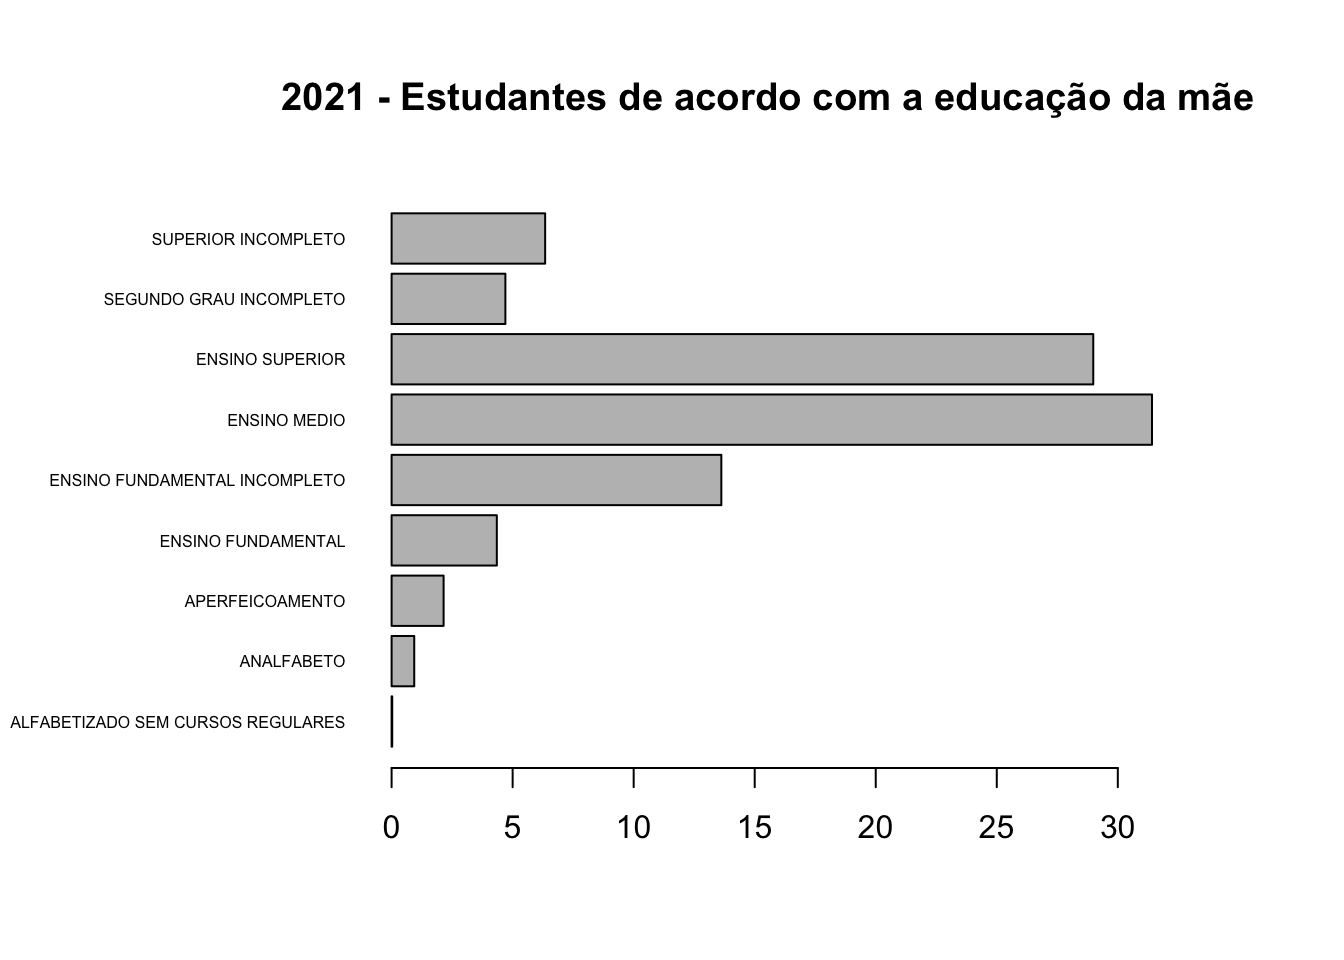 2021 - Estudantes de acordo com a educação da mãe
SUPERIOR INCOMPLETO
SEGUNDO GRAU INCOMPLETO
ENSINO SUPERIOR
ENSINO MEDIO
ENSINO FUNDAMENTAL INCOMPLETO
ENSINO FUNDAMENTAL
APERFEICOAMENTO
ANALFABETO
ALFABETIZADO SEM CURSOS REGULARES
0 5 10 15 20 25 30